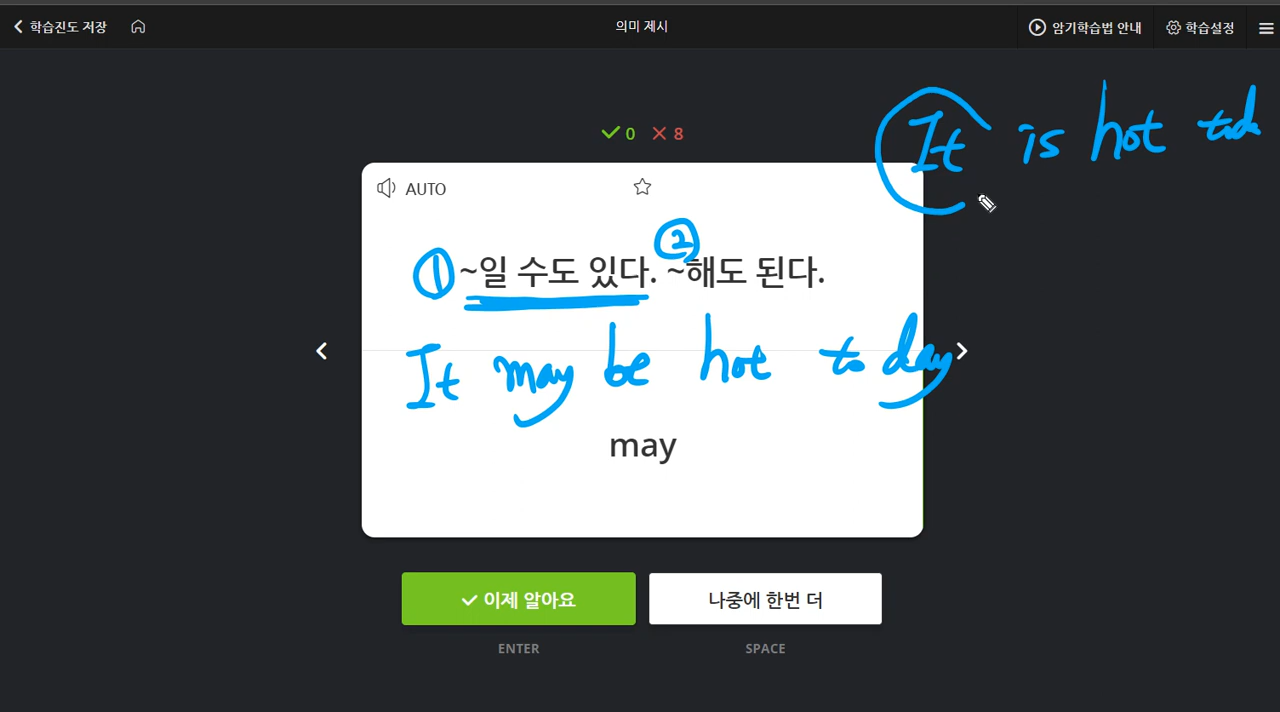 학습진도 저장 의미 제시 암기학습법 안내 학습설정
It is hot tod
0 8
AUTO
① ~일 수도 있다. ② ~해도 된다.
It may be hot today
may
이제 알아요 나중에 한번 더
ENTER SPACE